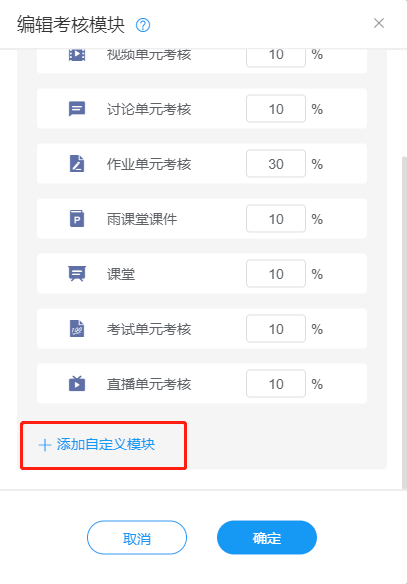 编辑考核模块 ?
视频单元考核 10 %
讨论单元考核 10 %
作业单元考核 30 %
P 雨课堂课件 10 %
课堂 10 %
100 考试单元考核 10 %
直播单元考核 10 %
+ 添加自定义模块
取消 确定